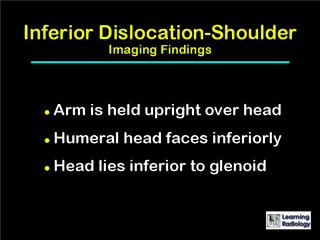 Inferior Dislocation-Shoulder
Imaging Findings
Arm is held upright over head
Humeral head faces inferiorly
Head lies inferior to glenoid
Learning
Radiology